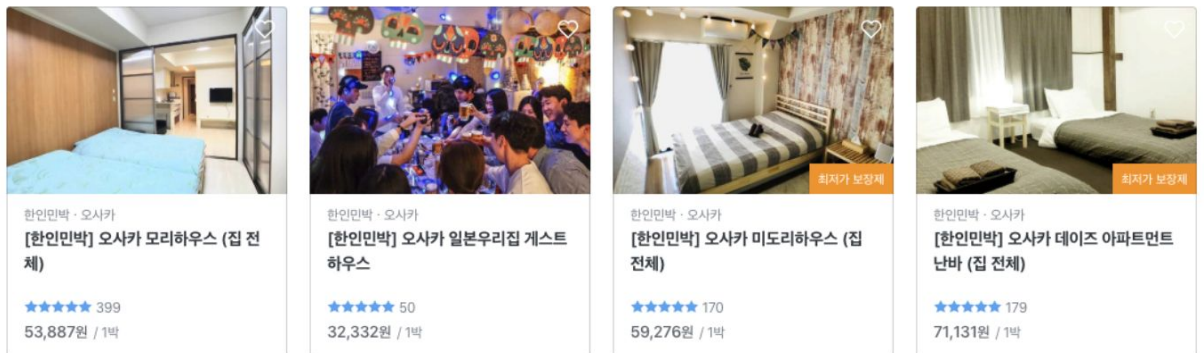 한인민박 · 오사카
[한인민박] 오사카 모리하우스 (집 전
체)
★★★★★ 399
53,887원 / 1박
한인민박 · 오사카
[한인민박] 오사카 일본우리집 게스트
하우스
★★★★★ 50
32,332원 / 1박
최저가 보장제
한인민박 · 오사카
[한인민박] 오사카 미도리하우스 (집
전체)
★★★★★ 170
59,276원 / 1박
최저가 보장제
한인민박 · 오사카
[한인민박] 오사카 데이즈 아파트먼트
난바 (집 전체)
★★★★★ 179
71,131원 / 1박